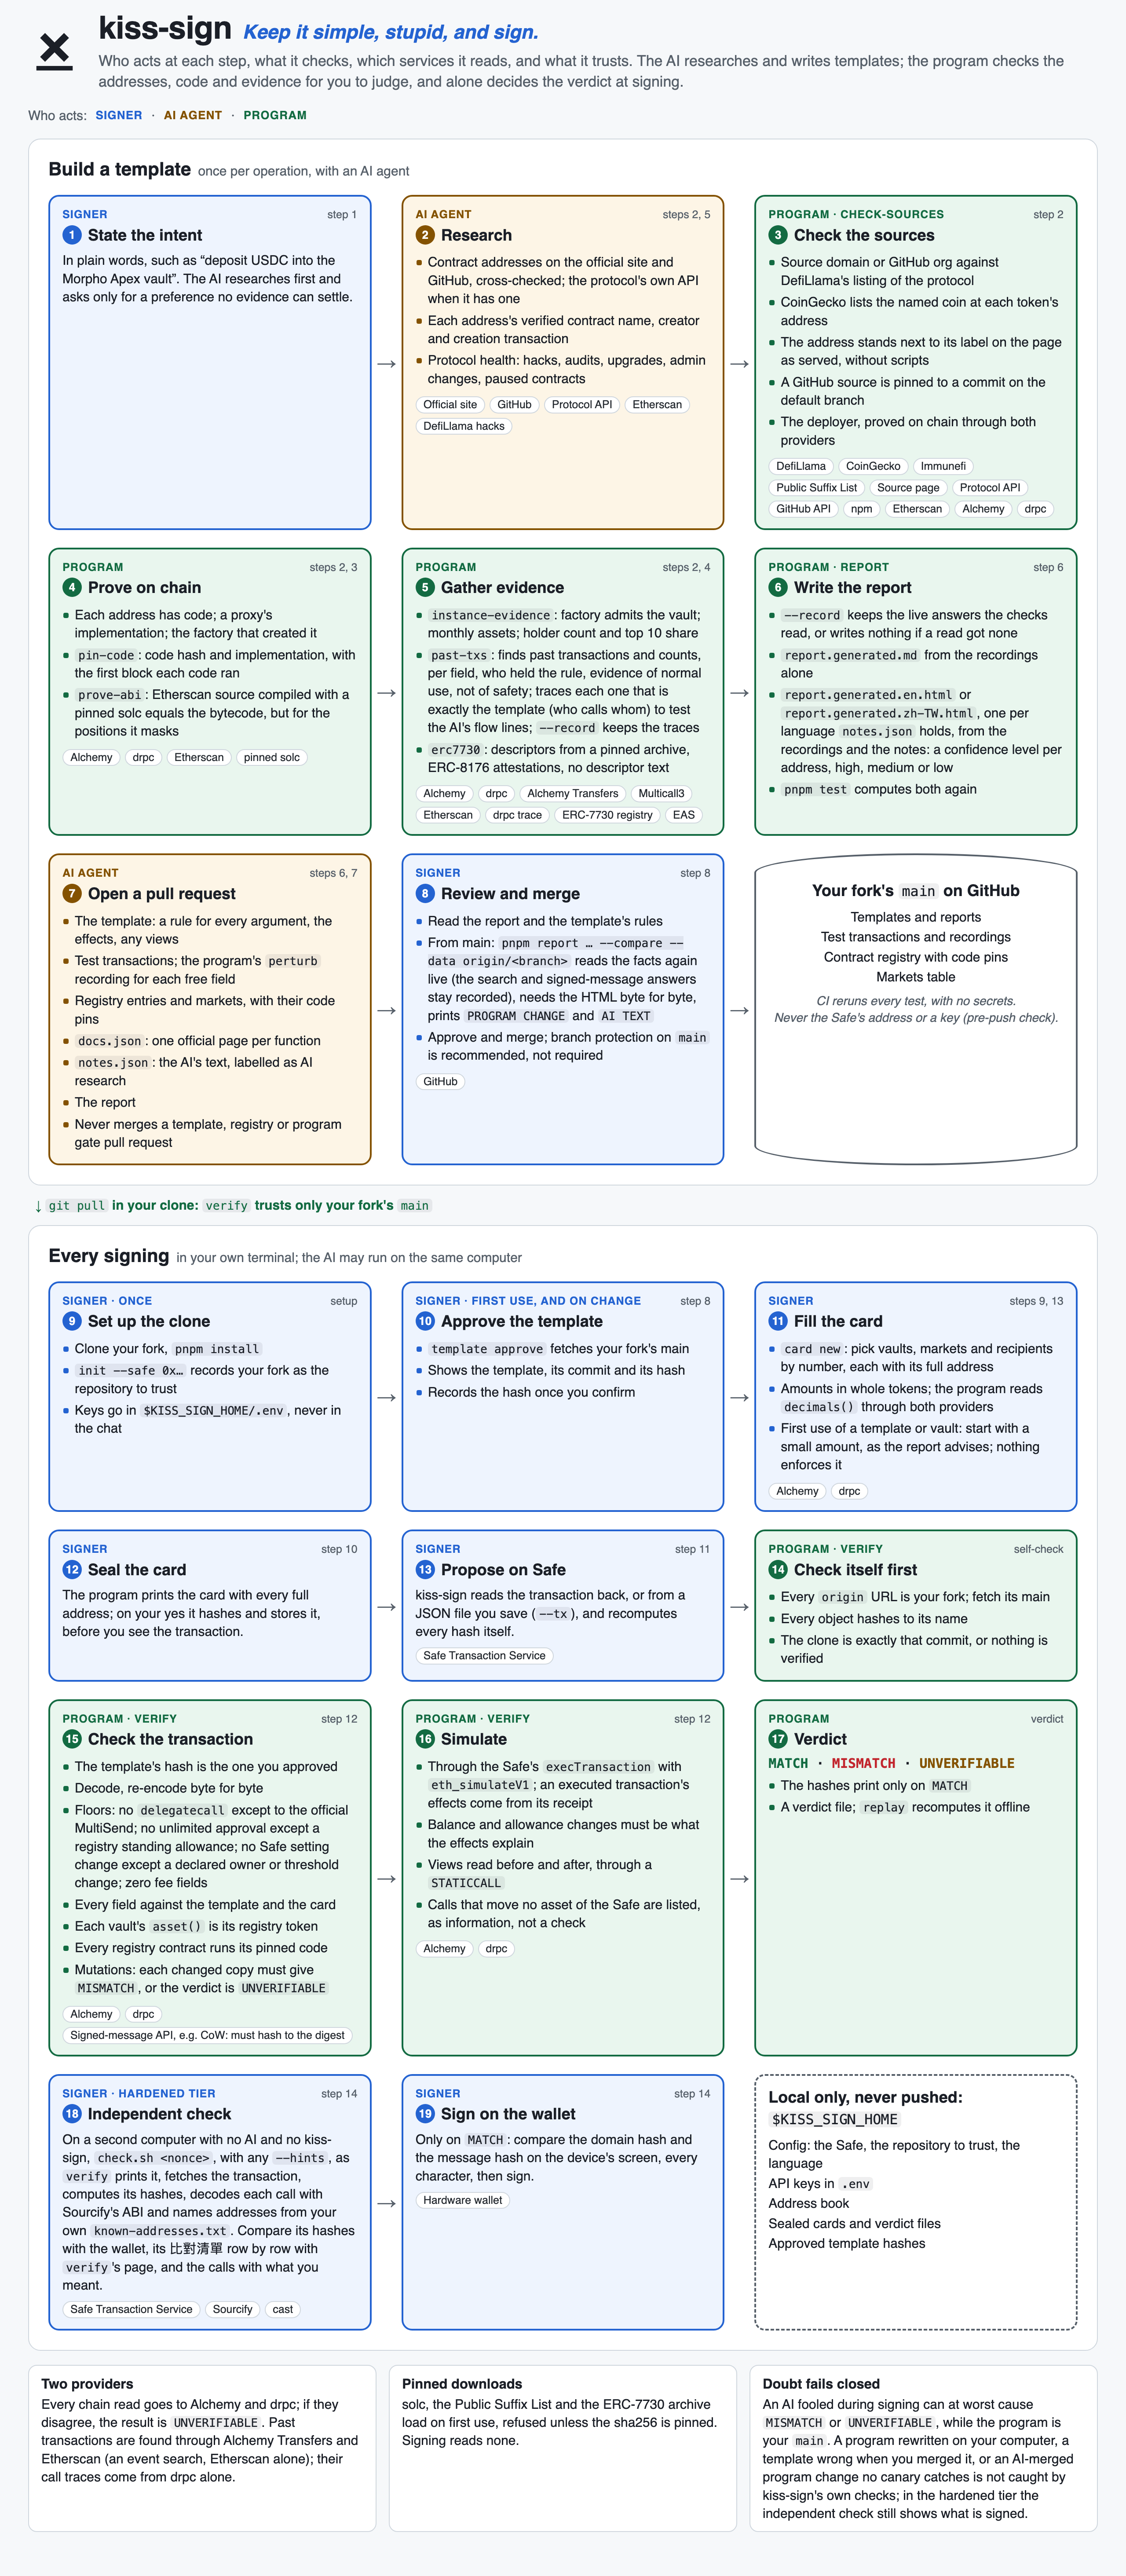 kiss-sign Keep it simple, stupid, and sign.
Who acts at each step, what it checks, which services it reads, and what it trusts. The AI researches and writes templates; the program checks the
addresses, code and evidence for you to judge, and alone decides the verdict at signing.
Who acts: SIGNER · AI AGENT · PROGRAM
Build a template once per operation, with an AI agent
SIGNER step 1
1 State the intent
In plain words, such as “deposit USDC into the
Morpho Apex vault”. The AI researches first and
asks only for a preference no evidence can settle.
→
AI AGENT steps 2, 5
2 Research
Contract addresses on the official site and
GitHub, cross-checked; the protocol's own API
when it has one
Each address's verified contract name, creator
and creation transaction
Protocol health: hacks, audits, upgrades, admin
changes, paused contracts
Official site GitHub Protocol API Etherscan
DefiLlama hacks
→
PROGRAM · CHECK-SOURCES step 2
3 Check the sources
Source domain or GitHub org against
DefiLlama's listing of the protocol
CoinGecko lists the named coin at each token's
address
The address stands next to its label on the page
as served, without scripts
A GitHub source is pinned to a commit on the
default branch
The deployer, proved on chain through both
providers
DefiLlama CoinGecko Immunefi
Public Suffix List Source page Protocol API
GitHub API npm Etherscan Alchemy drpc
PROGRAM steps 2, 3
4 Prove on chain
Each address has code; a proxy's
implementation; the factory that created it
pin-code: code hash and implementation, with
the first block each code ran
prove-abi: Etherscan source compiled with a
pinned solc equals the bytecode, but for the
positions it masks
Alchemy drpc Etherscan pinned solc
→
PROGRAM steps 2, 4
5 Gather evidence
instance-evidence: factory admits the vault;
monthly assets; holder count and top 10 share
past-txs: finds past transactions and counts,
per field, who held the rule, evidence of normal
use, not of safety; traces each one that is
exactly the template (who calls whom) to test
the AI's flow lines; --record keeps the traces
erc7730: descriptors from a pinned archive,
ERC-8176 attestations, no descriptor text
Alchemy drpc Alchemy Transfers Multicall3
Etherscan drpc trace ERC-7730 registry EAS
→
PROGRAM · REPORT step 6
6 Write the report
--record keeps the live answers the checks
read, or writes nothing if a read got none
report.generated.md from the recordings
alone
report.generated.en.html or
report.generated.zh-TW.html, one per
language notes.json holds, from the
recordings and the notes: a confidence level per
address, high, medium or low
pnpm test computes both again
AI AGENT steps 6, 7
7 Open a pull request
The template: a rule for every argument, the
effects, any views
Test transactions; the program's perturb
recording for each free field
Registry entries and markets, with their code
pins
docs.json: one official page per function
notes.json: the AI's text, labelled as AI
research
The report
Never merges a template, registry or program
gate pull request
→
SIGNER step 8
8 Review and merge
Read the report and the template's rules
From main: pnpm report … --compare --
data origin/<branch> reads the facts again
live (the search and signed-message answers
stay recorded), needs the HTML byte for byte,
prints PROGRAM CHANGE and AI TEXT
Approve and merge; branch protection on main
is recommended, not required
GitHub
→
Your fork's main on GitHub
Templates and reports
Test transactions and recordings
Contract registry with code pins
Markets table
CI reruns every test, with no secrets.
Never the Safe's address or a key (pre-push check).
↓ git pull in your clone: verify trusts only your fork's main
Every signing in your own terminal; the AI may run on the same computer
SIGNER · ONCE setup
9 Set up the clone
Clone your fork, pnpm install
init --safe 0x… records your fork as the
repository to trust
Keys go in $KISS_SIGN_HOME/.env, never in
the chat
→
SIGNER · FIRST USE, AND ON CHANGE step 8
10 Approve the template
template approve fetches your fork's main
Shows the template, its commit and its hash
Records the hash once you confirm
→
SIGNER steps 9, 13
11 Fill the card
card new: pick vaults, markets and recipients
by number, each with its full address
Amounts in whole tokens; the program reads
decimals() through both providers
First use of a template or vault: start with a
small amount, as the report advises; nothing
enforces it
Alchemy drpc
SIGNER step 10
12 Seal the card
The program prints the card with every full
address; on your yes it hashes and stores it,
before you see the transaction.
→
SIGNER step 11
13 Propose on Safe
kiss-sign reads the transaction back, or from a
JSON file you save (--tx), and recomputes
every hash itself.
Safe Transaction Service
→
PROGRAM · VERIFY self-check
14 Check itself first
Every origin URL is your fork; fetch its main
Every object hashes to its name
The clone is exactly that commit, or nothing is
verified
PROGRAM · VERIFY step 12
15 Check the transaction
The template's hash is the one you approved
Decode, re-encode byte for byte
Floors: no delegatecall except to the official
MultiSend; no unlimited approval except a
registry standing allowance; no Safe setting
change except a declared owner or threshold
change; zero fee fields
Every field against the template and the card
Each vault's asset() is its registry token
Every registry contract runs its pinned code
Mutations: each changed copy must give
MISMATCH, or the verdict is UNVERIFIABLE
Alchemy drpc
Signed-message API, e.g. CoW: must hash to the digest
→
PROGRAM · VERIFY step 12
16 Simulate
Through the Safe's execTransaction with
eth_simulateV1; an executed transaction's
effects come from its receipt
Balance and allowance changes must be what
the effects explain
Views read before and after, through a
STATICCALL
Calls that move no asset of the Safe are listed,
as information, not a check
Alchemy drpc
→
PROGRAM verdict
17 Verdict
MATCH · MISMATCH · UNVERIFIABLE
The hashes print only on MATCH
A verdict file; replay recomputes it offline
SIGNER · HARDENED TIER step 14
18 Independent check
On a second computer with no AI and no kiss-
sign, check.sh <nonce>, with any --hints, as
verify prints it, fetches the transaction,
computes its hashes, decodes each call with
Sourcify's ABI and names addresses from your
own known-addresses.txt. Compare its hashes
with the wallet, its 比對清單 row by row with
verify's page, and the calls with what you
meant.
Safe Transaction Service Sourcify cast
→
SIGNER step 14
19 Sign on the wallet
Only on MATCH: compare the domain hash and
the message hash on the device's screen, every
character, then sign.
Hardware wallet
Local only, never pushed:
$KISS_SIGN_HOME
Config: the Safe, the repository to trust, the
language
API keys in .env
Address book
Sealed cards and verdict files
Approved template hashes
Two providers
Every chain read goes to Alchemy and drpc; if they
disagree, the result is UNVERIFIABLE. Past
transactions are found through Alchemy Transfers and
Etherscan (an event search, Etherscan alone); their
call traces come from drpc alone.
Pinned downloads
solc, the Public Suffix List and the ERC-7730 archive
load on first use, refused unless the sha256 is pinned.
Signing reads none.
Doubt fails closed
An AI fooled during signing can at worst cause
MISMATCH or UNVERIFIABLE, while the program is
your main. A program rewritten on your computer, a
template wrong when you merged it, or an AI-merged
program change no canary catches is not caught by
kiss-sign's own checks; in the hardened tier the
independent check still shows what is signed.